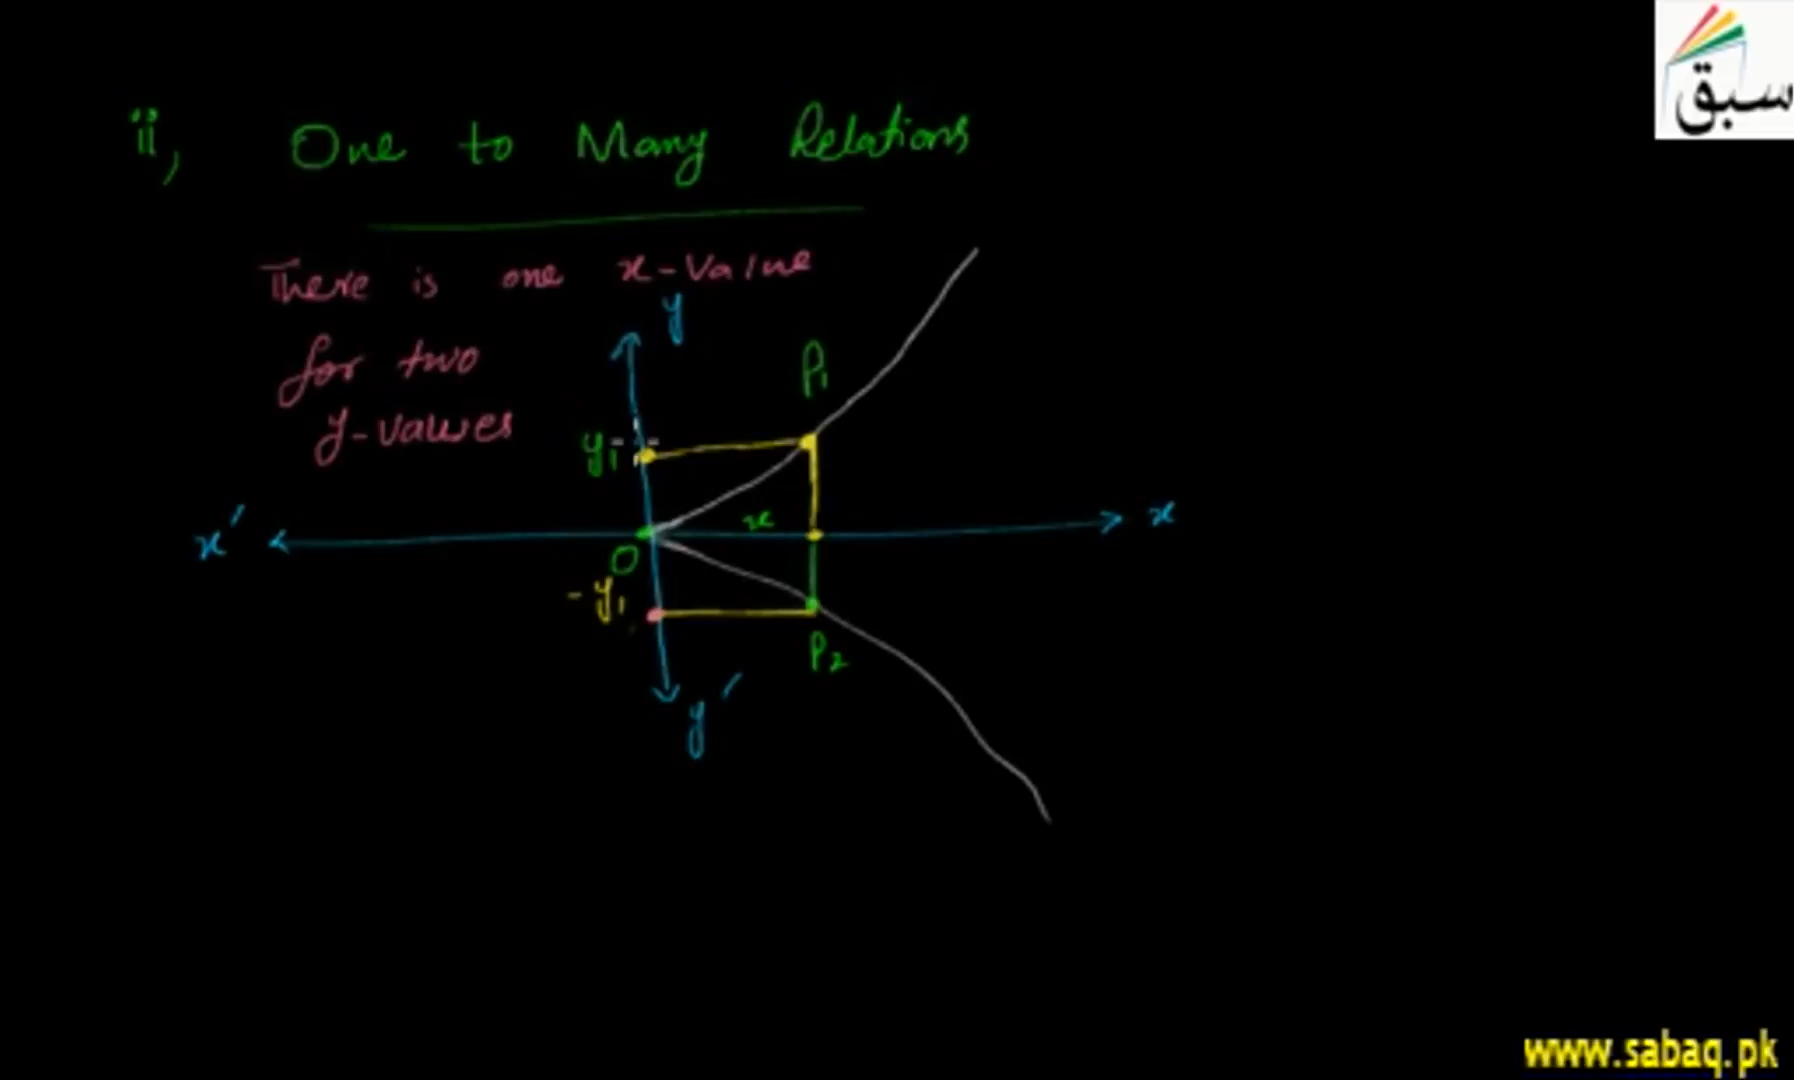 سبق
ii, One to Many Relations
There is one x-value
for two
y-values
y
P₁
y₁
x
x
x'
O
-y₁
P₂
y'
www.sabaq.pk